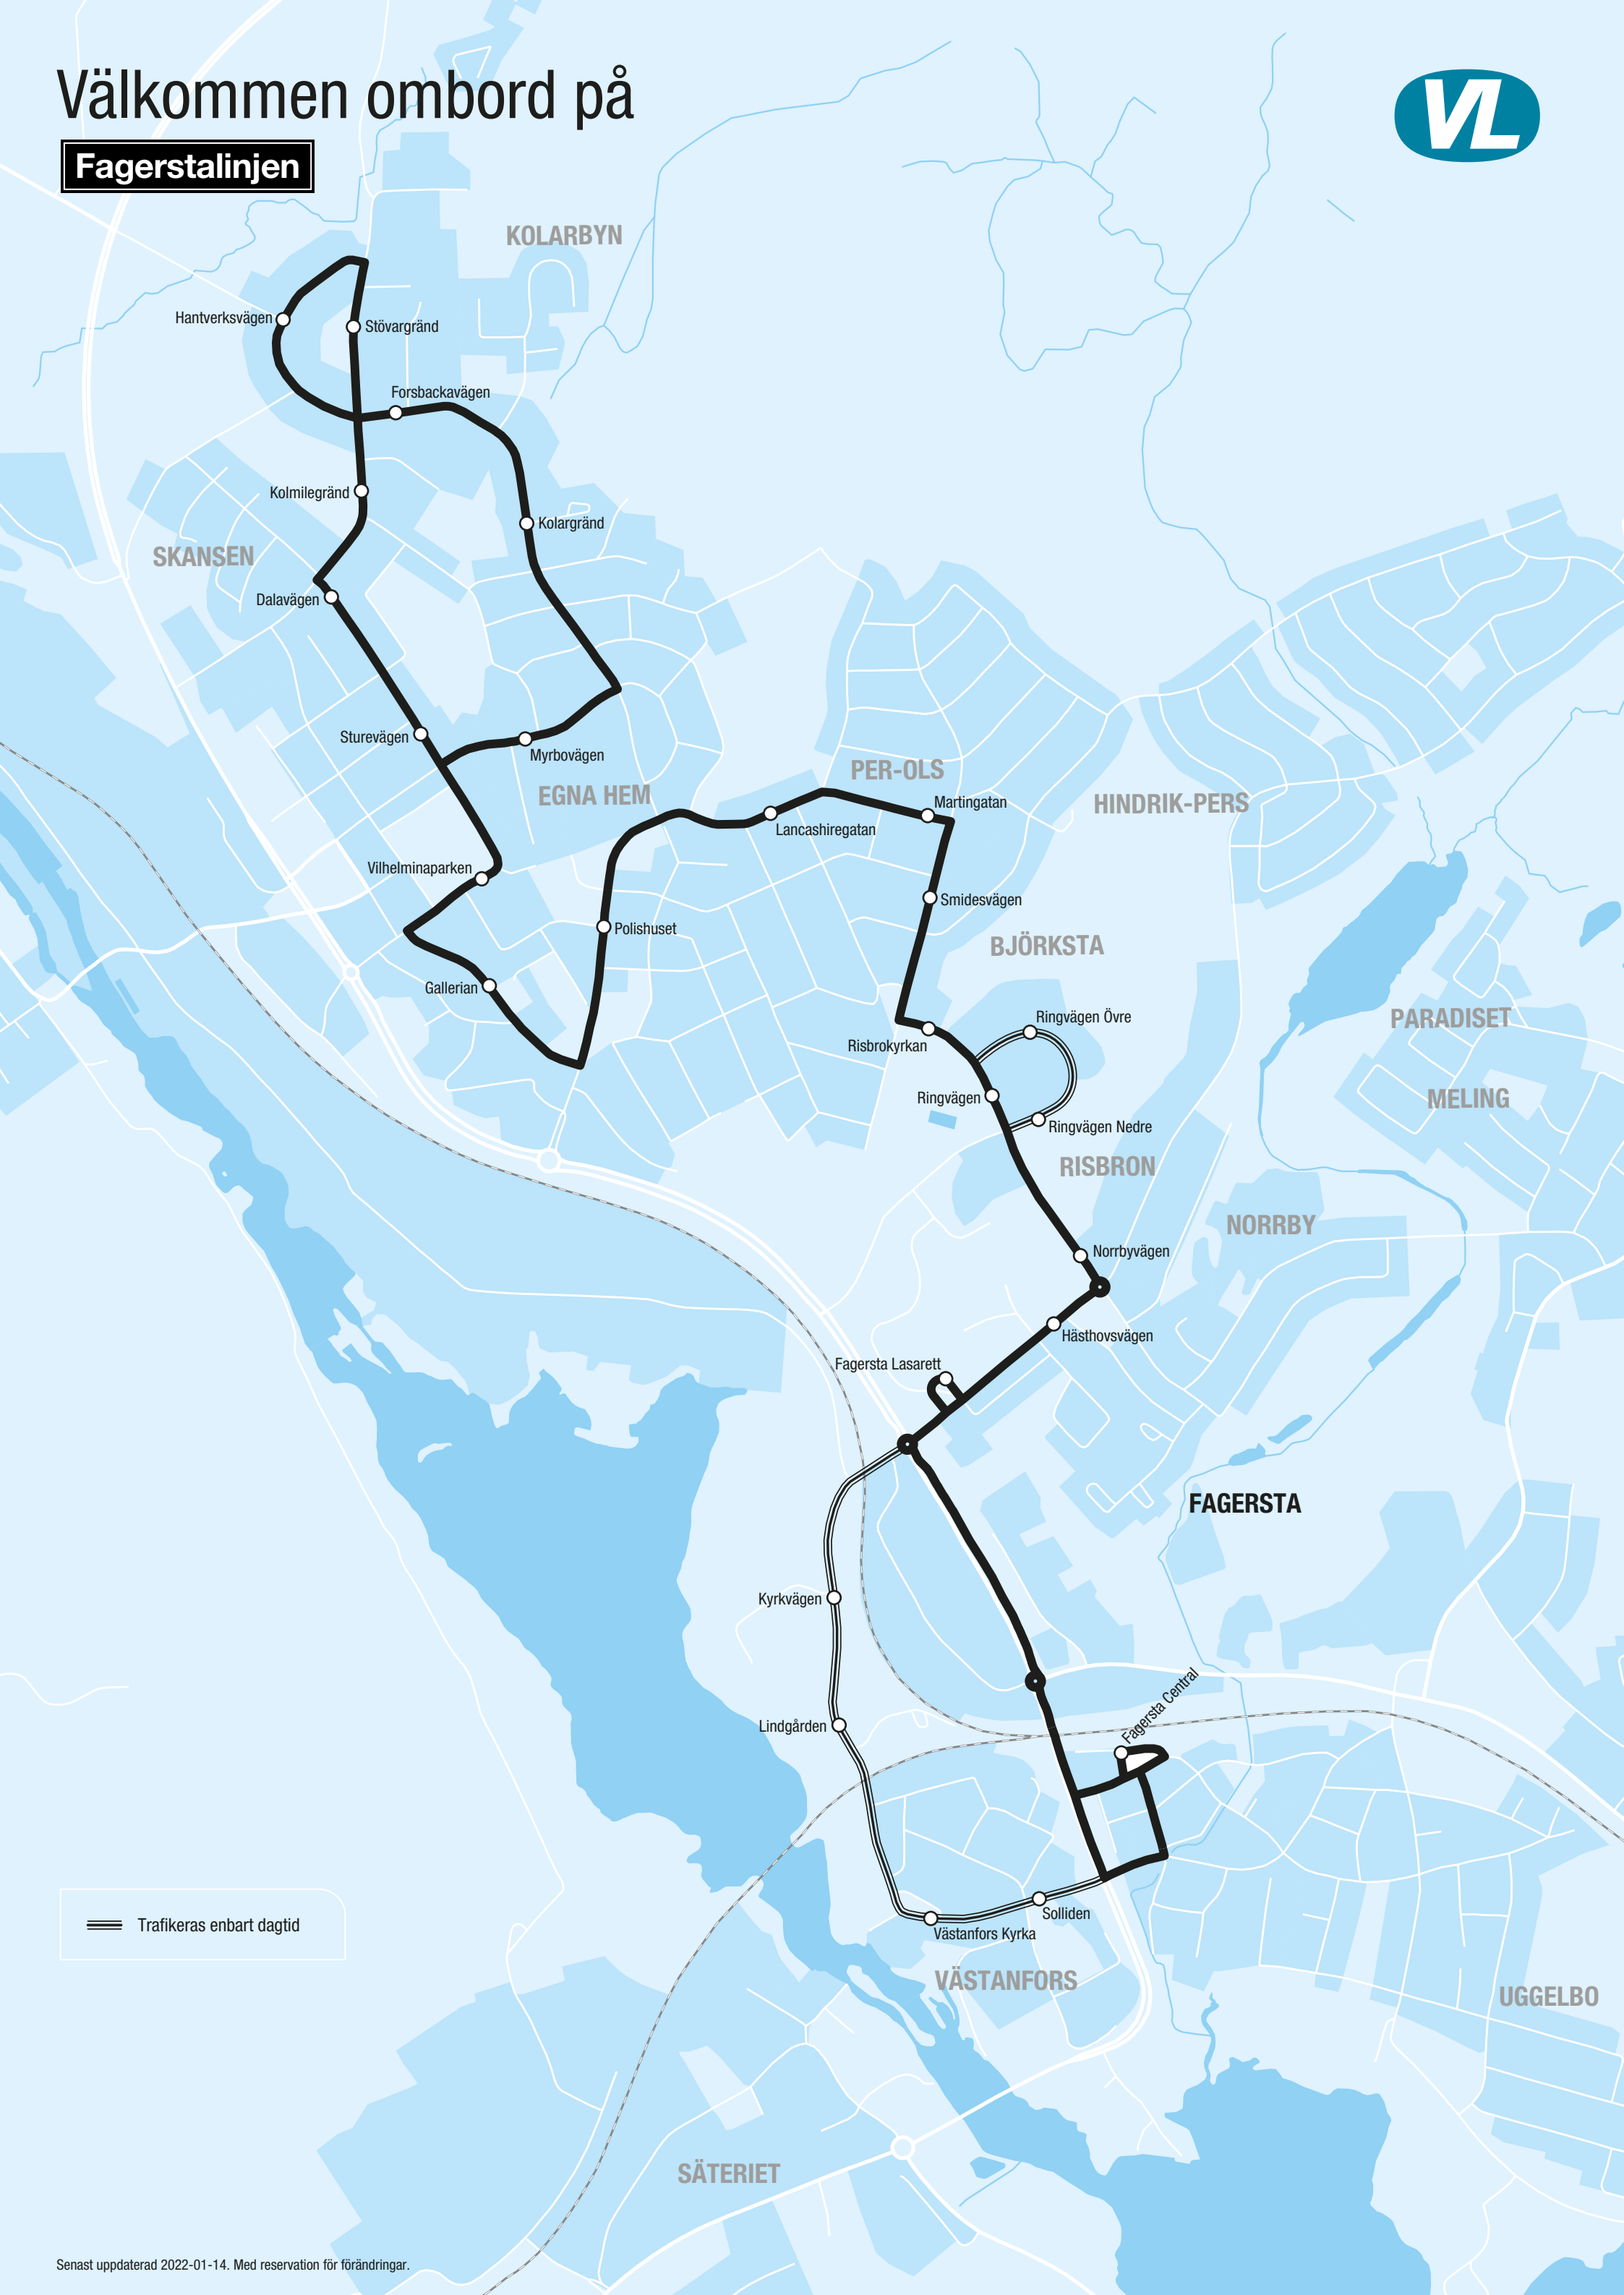 Välkommen ombord på
Fagerstalinjen
VL
KOLARBYN
Hantverksvägen
Stövargränd
Forsbackavägen
Kolmilegränd
Kolargränd
SKANSEN
Dalavägen
Sturevägen
Myrbovägen
EGNA HEM
PER-OLS
Martingatan
HINDRIK-PERS
Lancashiregatan
Vilhelminaparken
Smidesvägen
Polishuset
BJÖRKSTA
Gallerian
Ringvägen Övre
PARADISET
Risbrokyrkan
Ringvägen
MELING
Ringvägen Nedre
RISBRON
NORRBY
Norrbyvägen
Hästhovsvägen
Fagersta Lasarett
FAGERSTA
Kyrkvägen
Fagersta Central
Lindgården
Solliden
Trafikeras enbart dagtid
Västanfors Kyrka
VÄSTANFORS
UGGELBO
SÄTERIET
Senast uppdaterad 2022-01-14. Med reservation för förändringar.